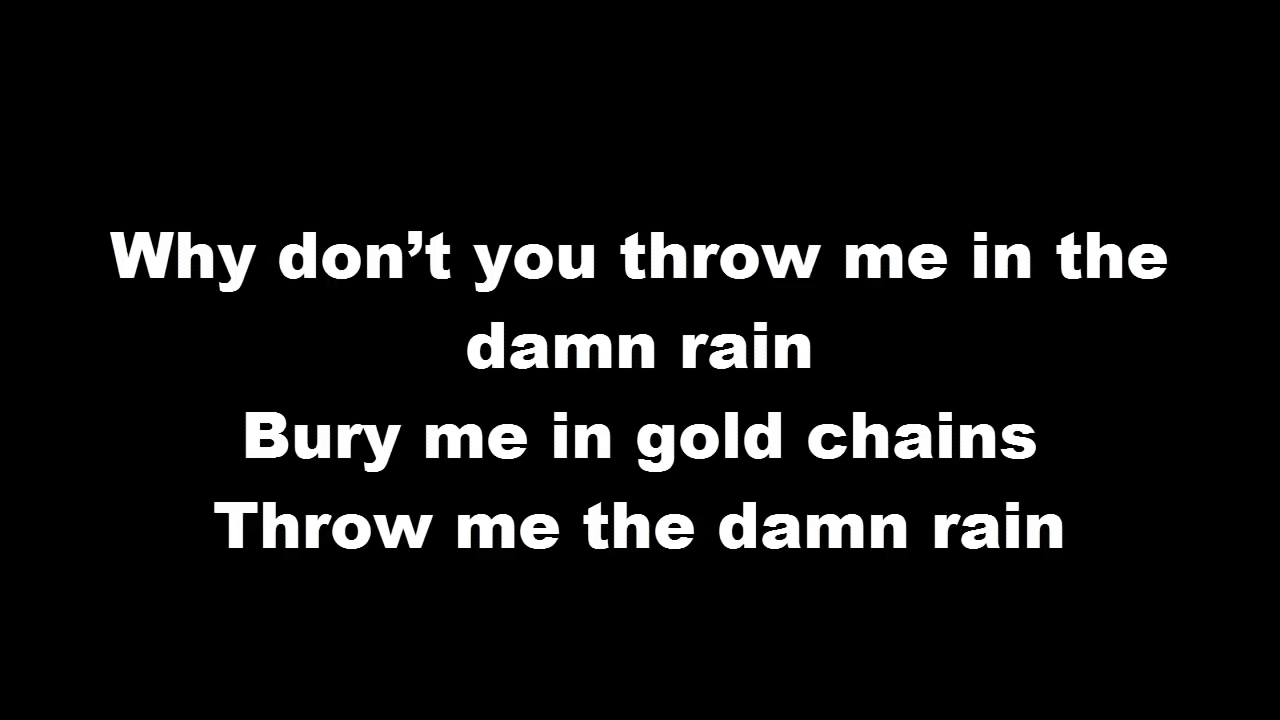 Why don’t you throw me in the
damn rain
Bury me in gold chains
Throw me the damn rain